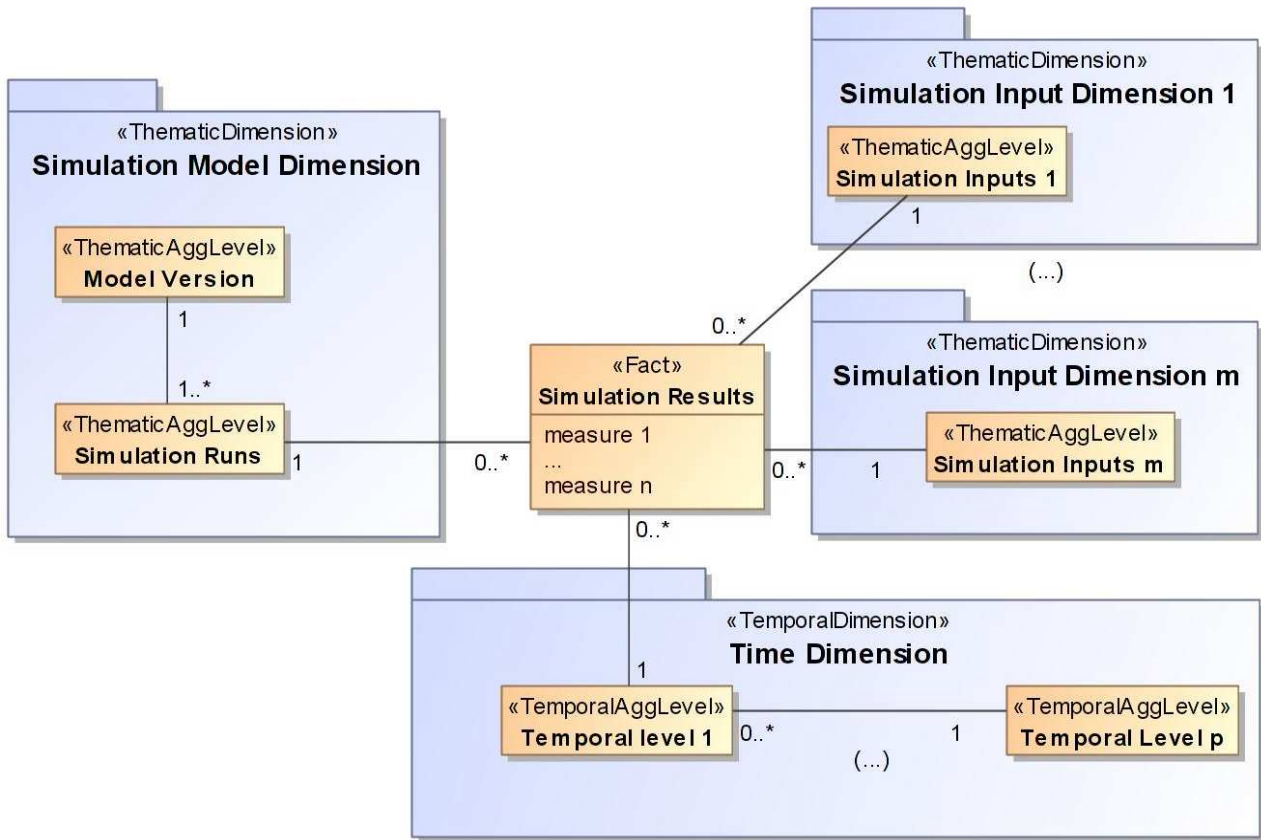 «ThematicDimension»
Simulation Model Dimension
«ThematicAggLevel»
Model Version
1
1..*
«ThematicAggLevel»
Simulation Runs
1
0..*
«Fact»
Simulation Results
measure 1
...
measure n
«ThematicDimension»
Simulation Input Dimension 1
«ThematicAggLevel»
Simulation Inputs 1
1
0..*
(...)
«ThematicDimension»
Simulation Input Dimension m
«ThematicAggLevel»
Simulation Inputs m
0..*
1
0..*
1
«TemporalDimension»
Time Dimension
«TemporalAggLevel»
Temporal level 1
0..*
1
(...)
«TemporalAggLevel»
Temporal Level p